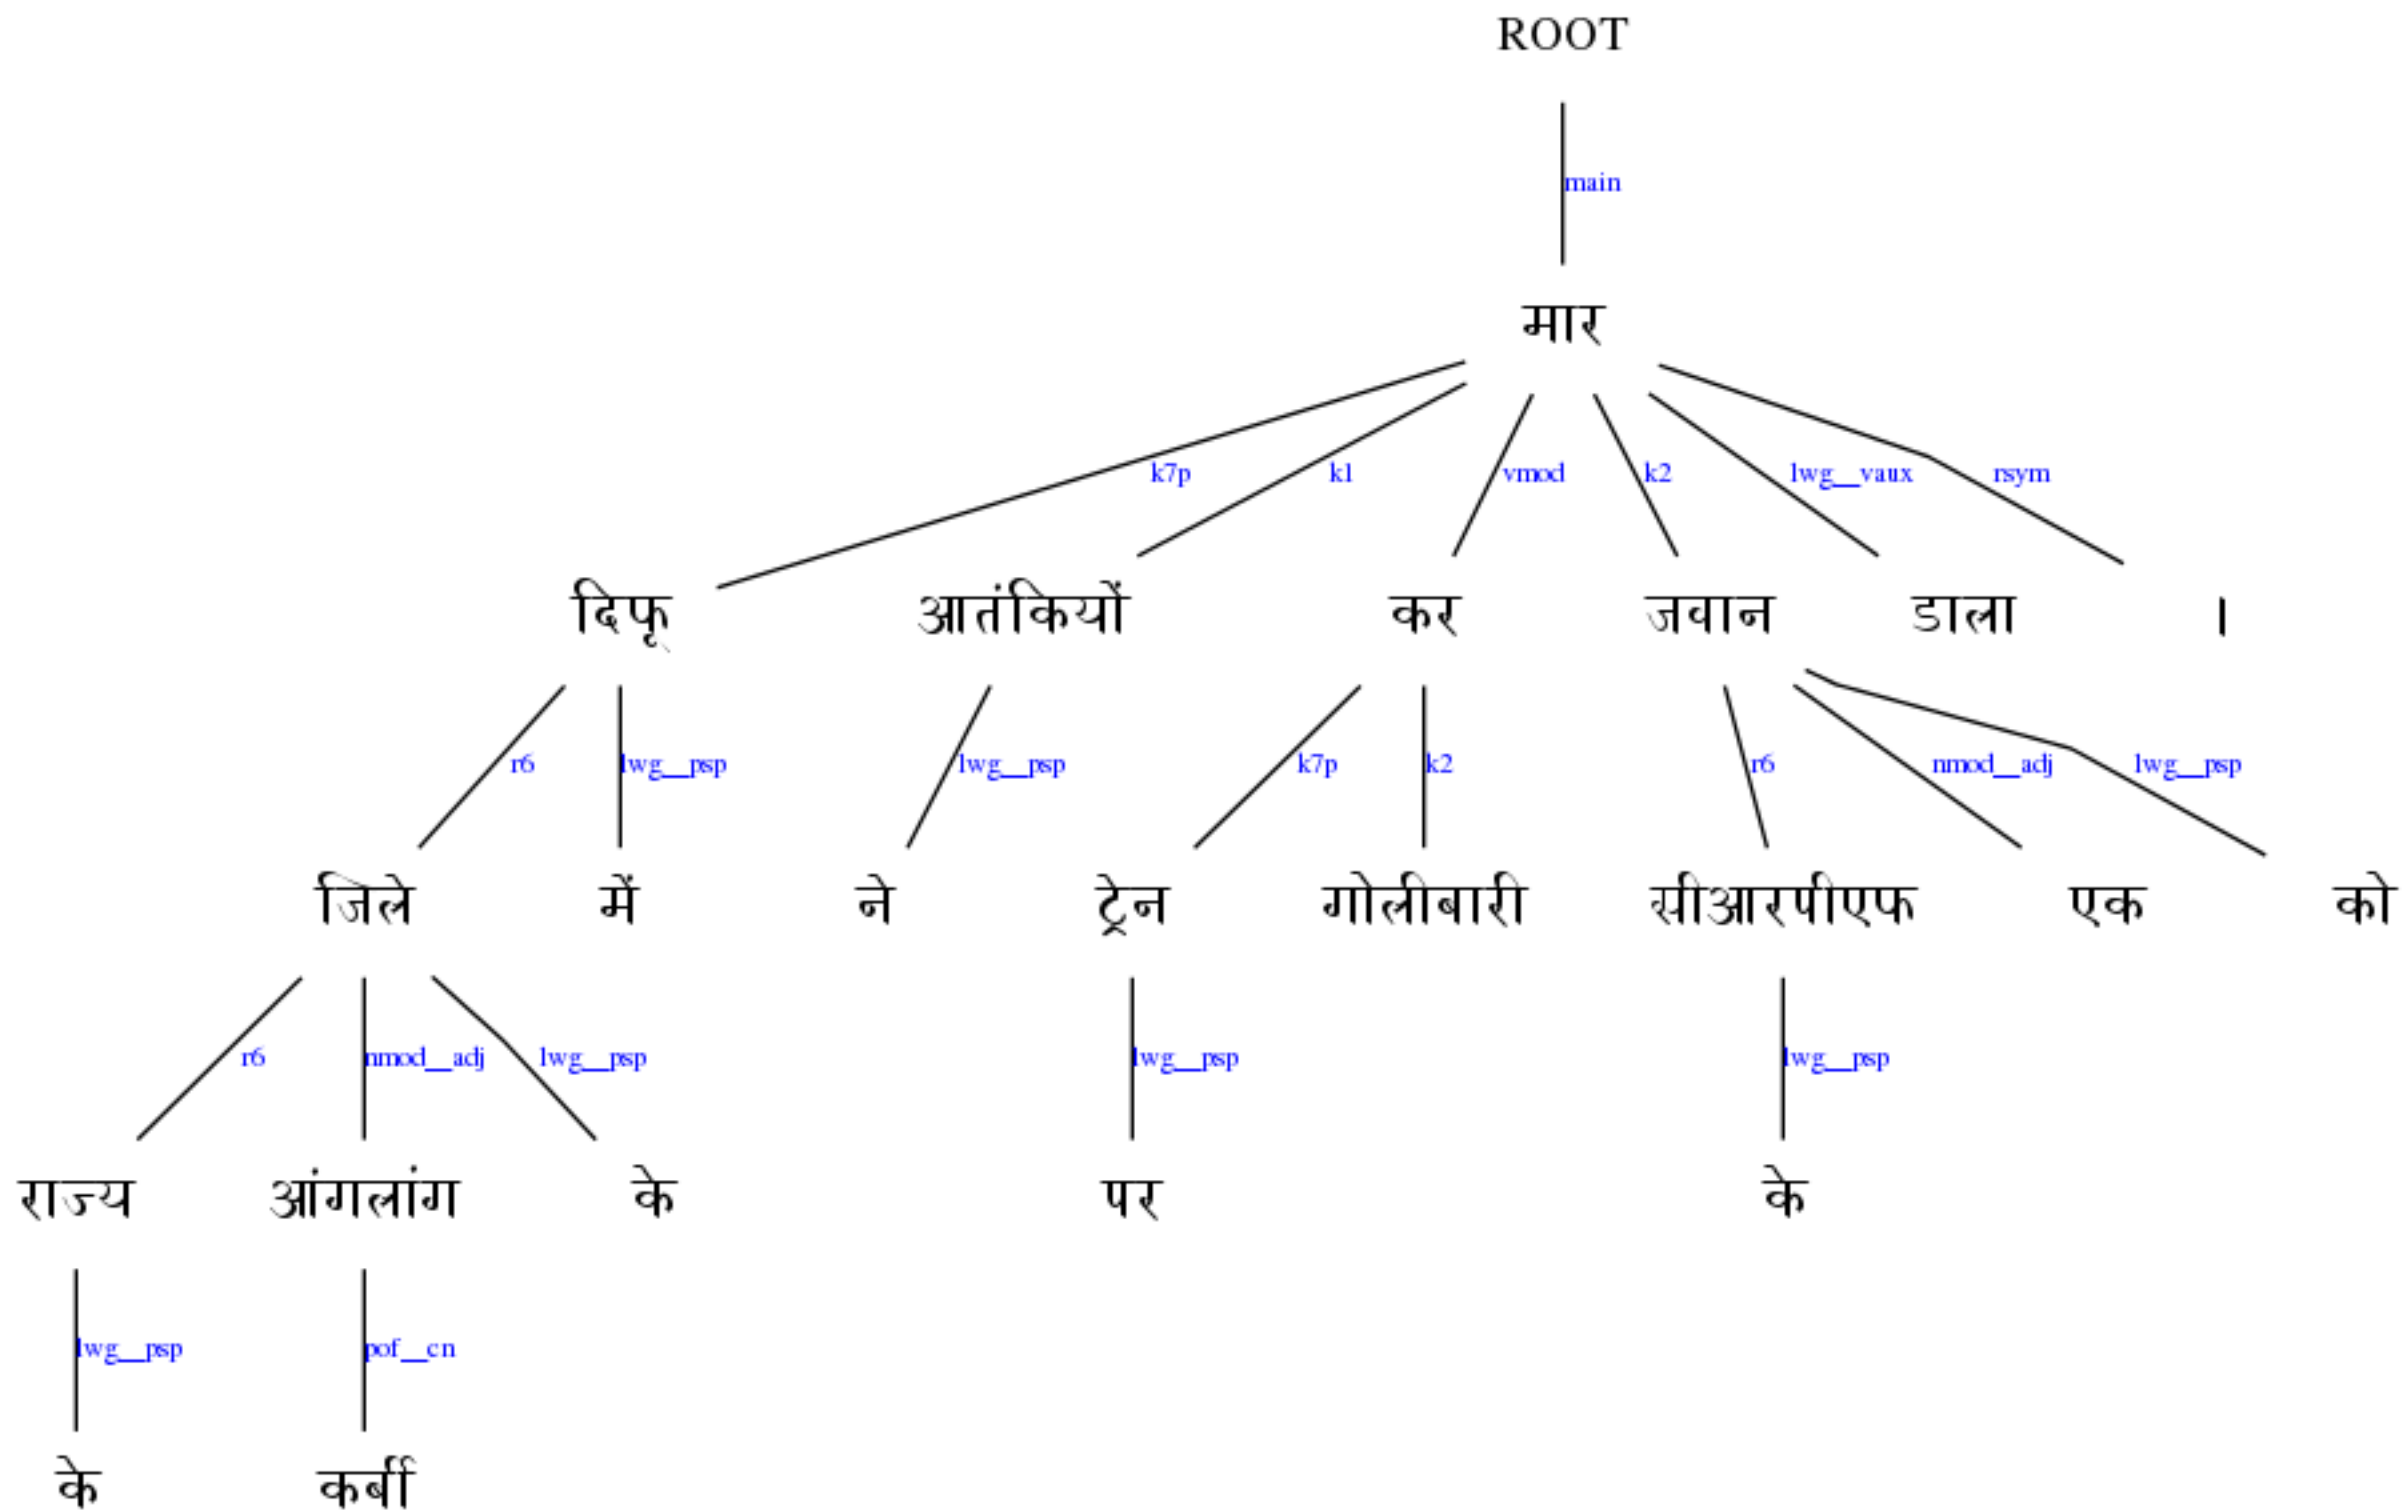 ROOT
main
मार
k7p k1 vmod k2 lwg__vaux rsym
दिफू आतंकियों कर जवान डाला ।
r6 lwg__psp lwg__psp k7p k2 r6 nmod__adj lwg__psp
जिले में ने ट्रेन गोलीबारी सीआरपीएफ एक को
r6 nmod__adj lwg__psp lwg__psp lwg__psp
राज्य आंगलांग के पर के
lwg__psp pof__cn
के कर्बी